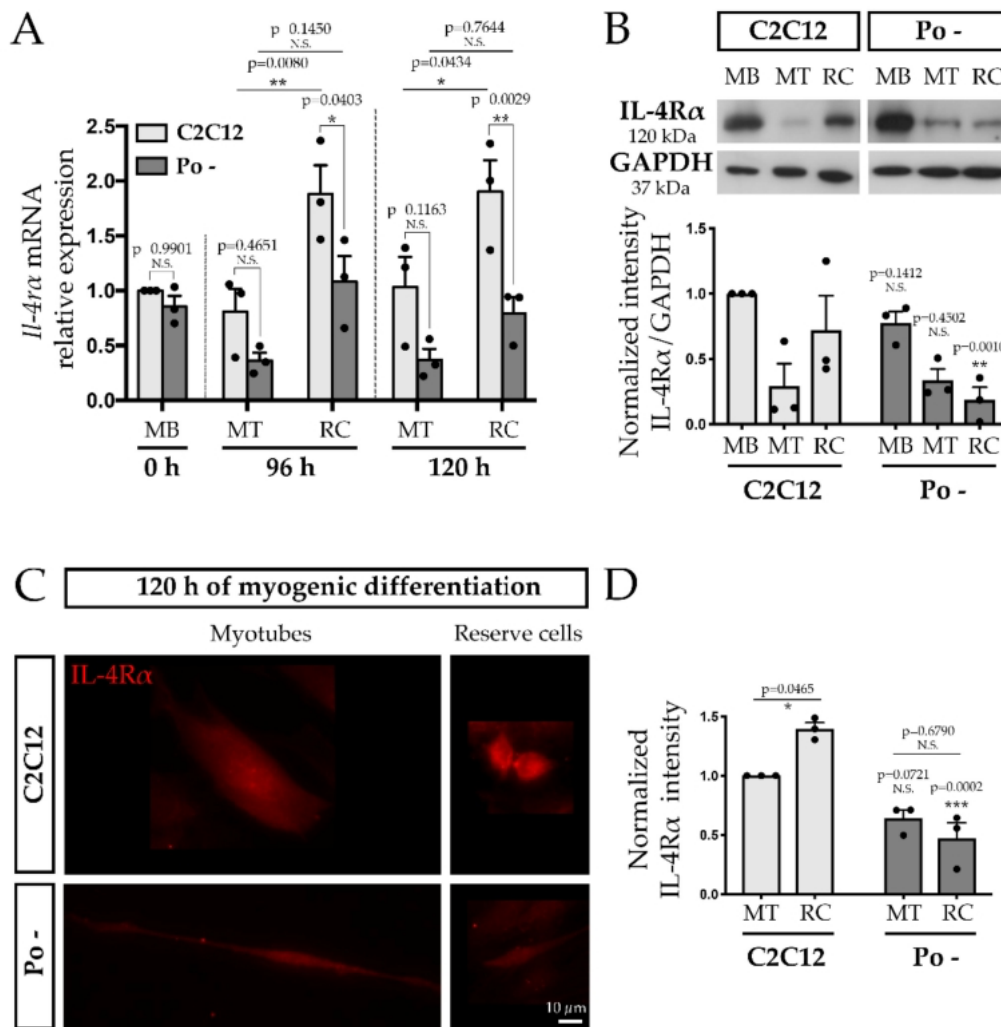 A
p 0.1450
N.S.
p=0.0080
**
p=0.0403
*
p 0.7644
N.S.
p=0.0434
*
p 0.0029
**
C2C12
Po -
p 0.9901
N.S.
p=0.4651
N.S.
p 0.1163
N.S.
Il-4rα mRNA
relative expression
2.5
2.0
1.5
1.0
0.5
0.0
MB MT RC MT RC
0 h 96 h 120 h
B
C2C12 Po -
MB MT RC MB MT RC
IL-4Rα
120 kDa
GAPDH
37 kDa
Normalized intensity
IL-4Rα/GAPDH
1.5
1.0
0.5
0.0
p=0.1412
N.S.
p=0.4502
N.S.
p=0.0010
**
MB MT RC MB MT RC
C2C12 Po -
C
120 h of myogenic differentiation
Myotubes Reserve cells
C2C12
IL-4Rα
Po -
10 µm
D
Normalized
IL-4Rα intensity
1.5
1.0
0.5
0.0
p=0.0465
*
p=0.6790
N.S.
p=0.0721
N.S.
p=0.0002
***
MT RC MT RC
C2C12 Po -